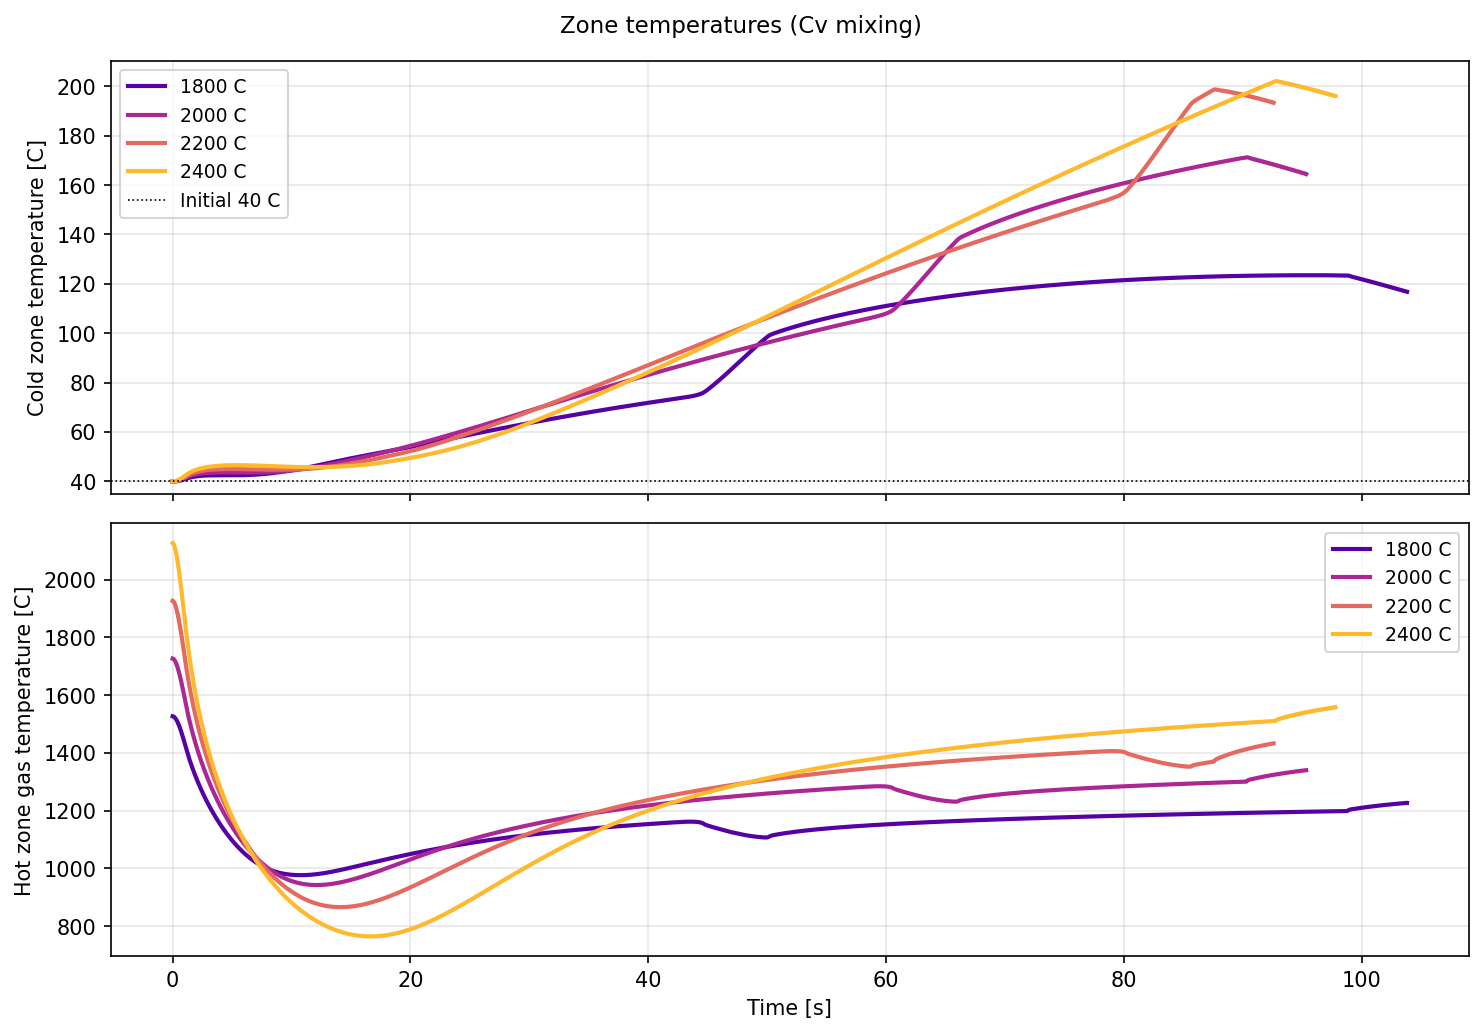 Zone temperatures (Cv mixing)
Cold zone temperature [C]
200
180
160
140
120
100
80
60
40
1800 C
2000 C
2200 C
2400 C
Initial 40 C
Hot zone gas temperature [C]
2000
1800
1600
1400
1200
1000
800
1800 C
2000 C
2200 C
2400 C
0
20
40
60
80
100
Time [s]